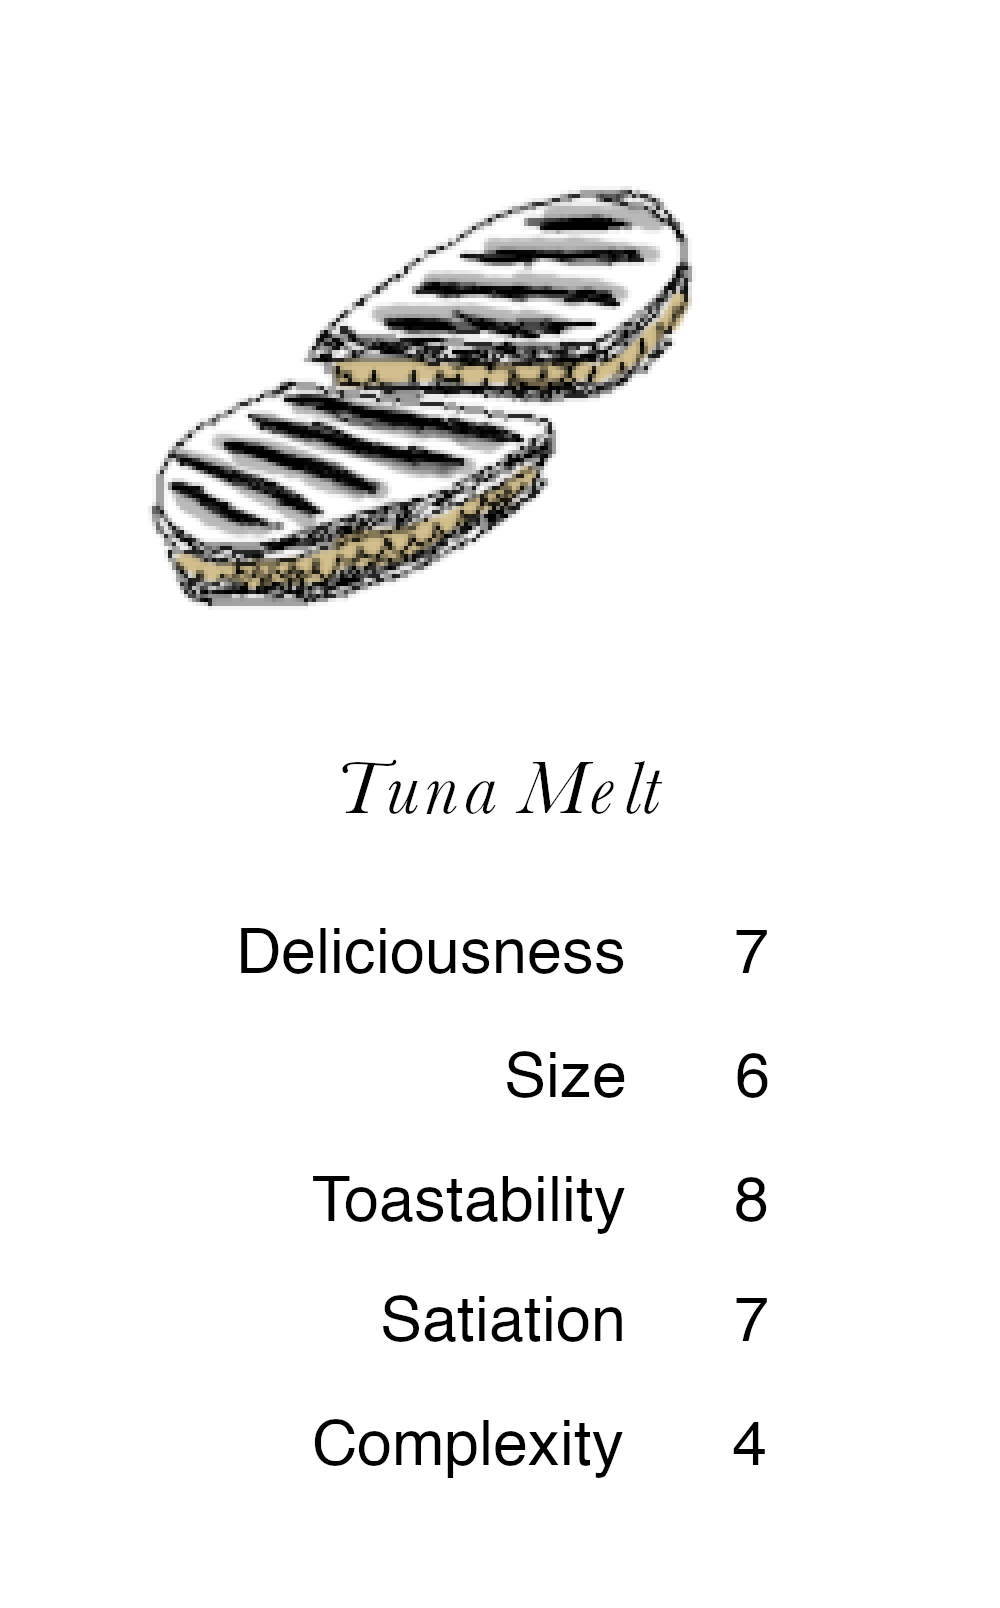 Tuna Melt
Deliciousness 7
Size 6
Toastability 8
Satiation 7
Complexity 4